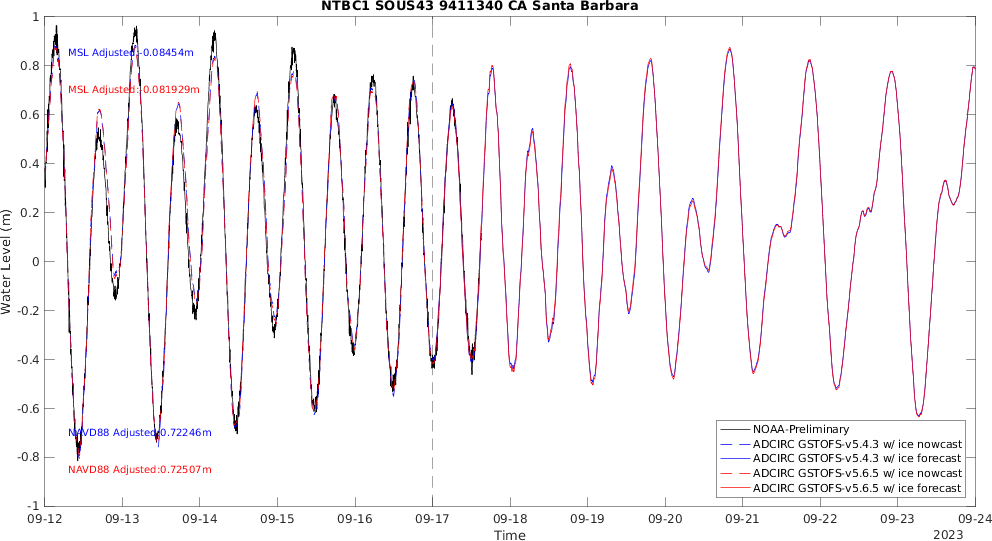 NTBC1 SOUS43 9411340 CA Santa Barbara
Water Level (m)
1
0.8
0.6
0.4
0.2
0
-0.2
-0.4
-0.6
-0.8
-1
MSL Adjusted:-0.08454m
MSL Adjusted:-0.081929m
NAVD88 Adjusted:0.72246m
NAVD88 Adjusted:0.72507m
NOAA-Preliminary
ADCIRC GSTOFS-v5.4.3 w/ ice nowcast
ADCIRC GSTOFS-v5.4.3 w/ ice forecast
ADCIRC GSTOFS-v5.6.5 w/ ice nowcast
ADCIRC GSTOFS-v5.6.5 w/ ice forecast
09-12 09-13 09-14 09-15 09-16 09-17 09-18 09-19 09-20 09-21 09-22 09-23 09-24
Time
2023